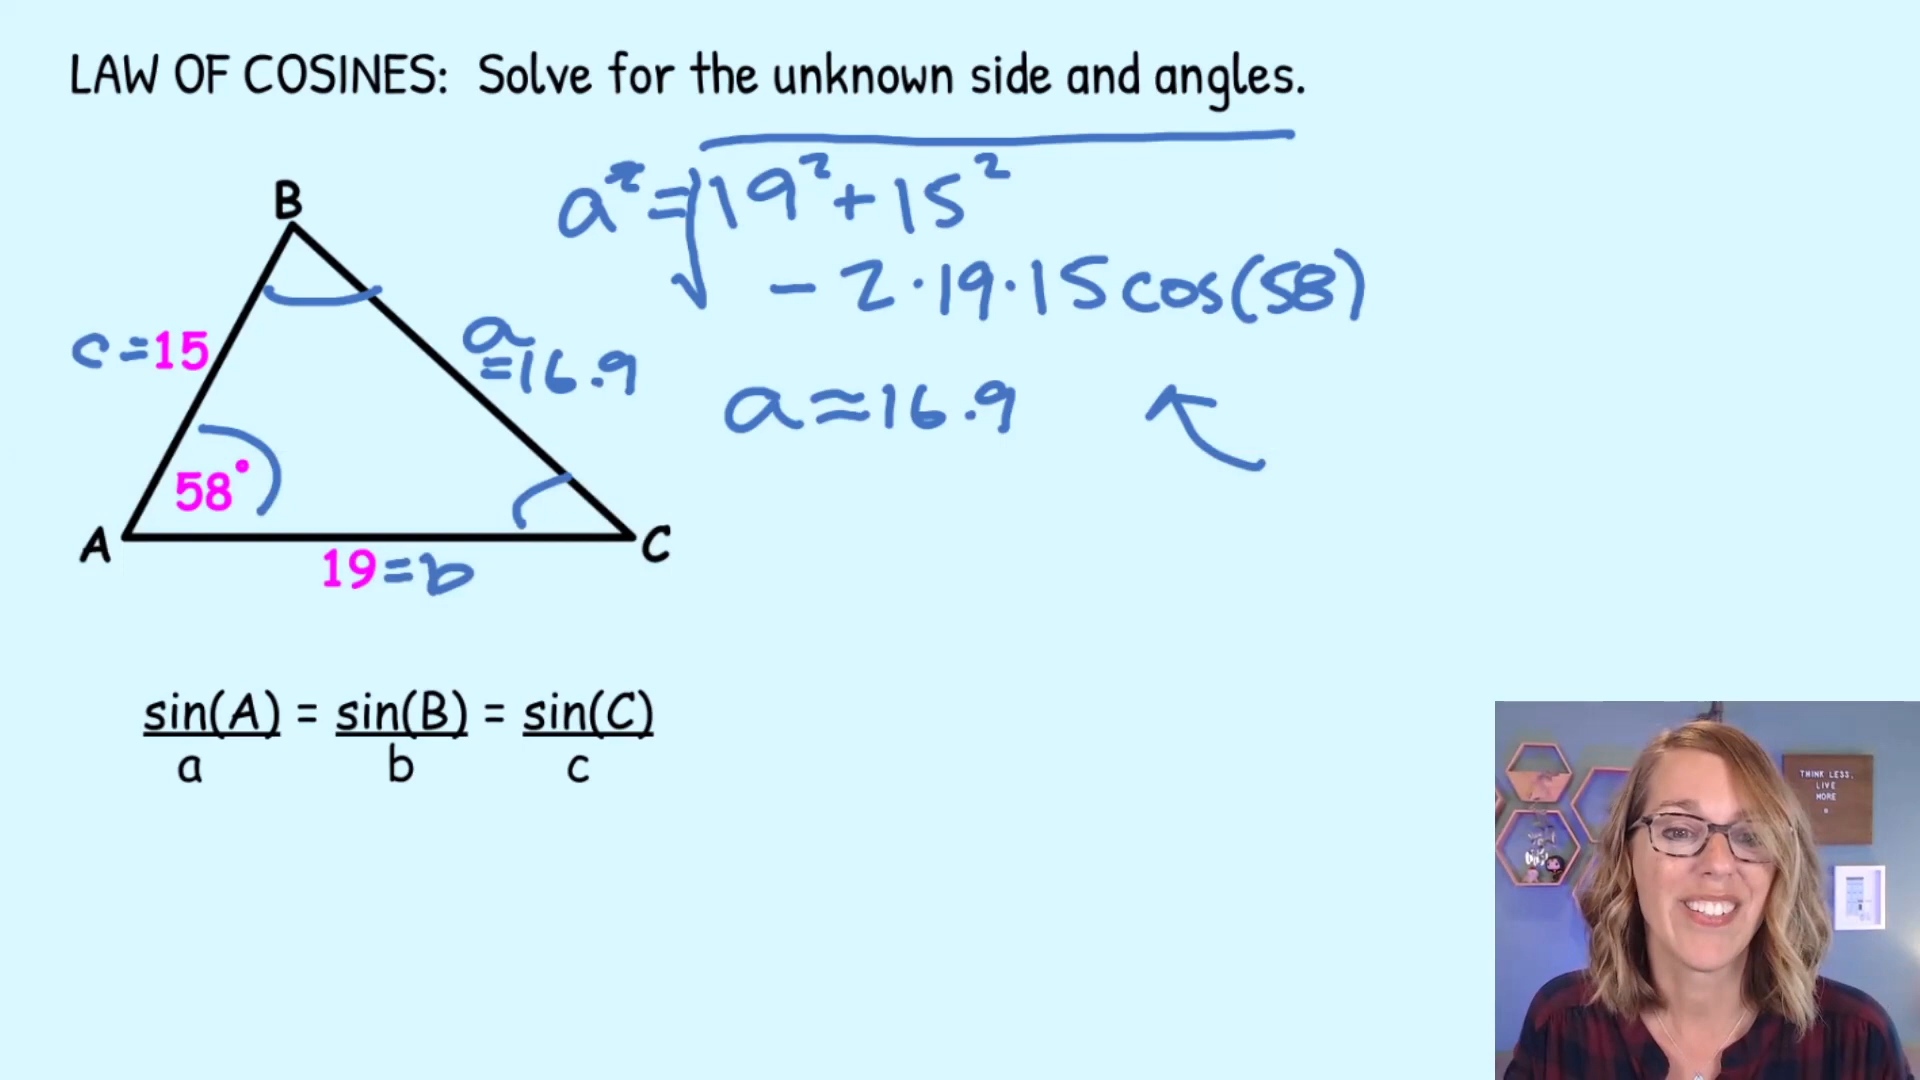 LAW OF COSINES: Solve for the unknown side and angles.
a² = √19² + 15²
- 2·19·15 cos(58)
a ≈ 16.9
B
c = 15
a
= 16.9
58°
A
C
19 = b
sin(A) = sin(B) = sin(C)
a b c
THINK LESS,
LIVE
MORE